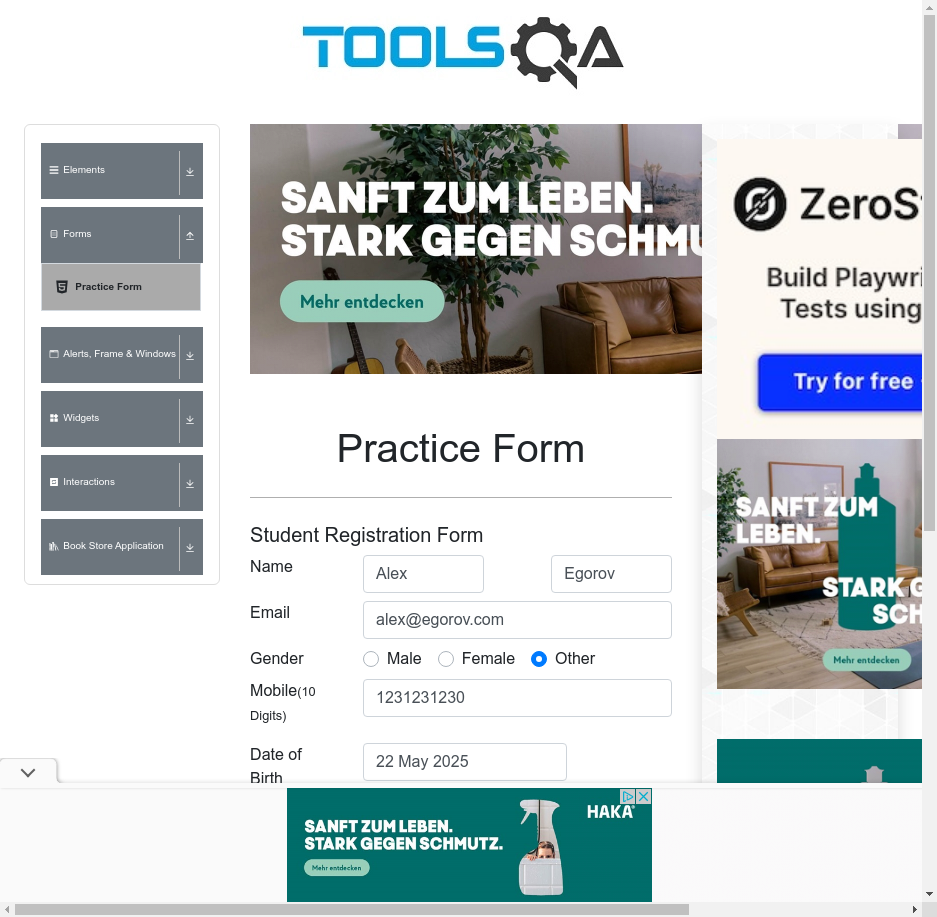 TOOLSQA
Elements
Forms
Practice Form
Alerts, Frame & Windows
Widgets
Interactions
Book Store Application
SANFT ZUM LEBEN.
STARK GEGEN SCHMU
Mehr entdecken
ZeroS
Build Playwri
Tests using
Try for free
SANFT ZUM
LEBEN.
STARK G
SCH
Mehr entdecken
Practice Form
Student Registration Form
Name
Alex
Egorov
Email
alex@egorov.com
Gender
Male
Female
Other
Mobile(10
Digits)
1231231230
Date of
Birth
22 May 2025
SANFT ZUM LEBEN.
STARK GEGEN SCHMUTZ.
Mehr entdecken
HAKA®